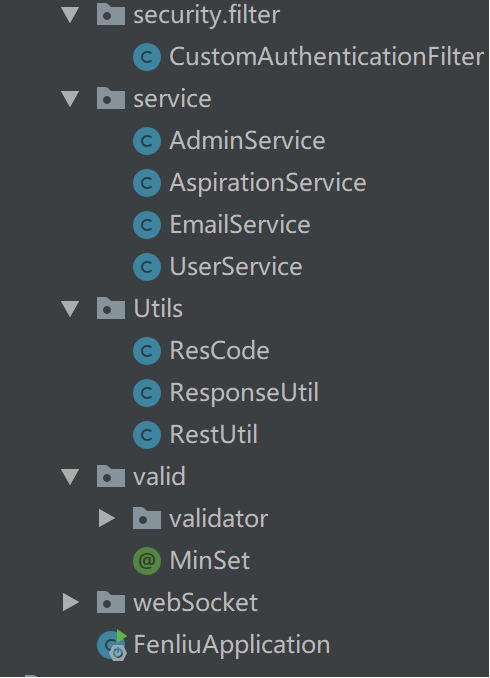 security.filter
CustomAuthenticationFilter
service
AdminService
AspirationService
EmailService
UserService
Utils
ResCode
ResponseUtil
RestUtil
valid
validator
MinSet
webSocket
FenliuApplication